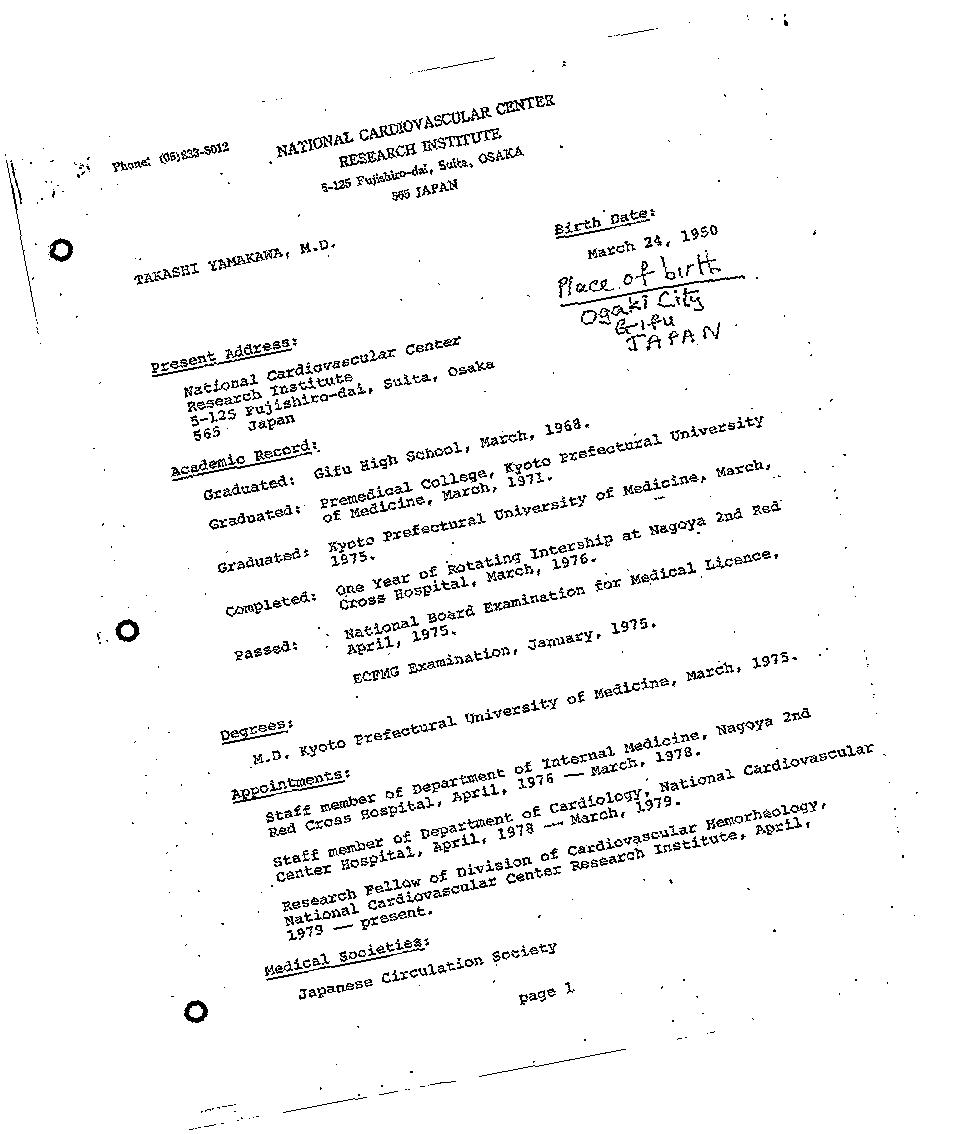 Phone: (06)833-5012
NATIONAL CARDIOVASCULAR CENTER
RESEARCH INSTITUTE
5-125 Fujishiro-dai, Suita, OSAKA
565 JAPAN
TAKASHI YAMAKAWA, M.D.
Birth Date:
March 24, 1950
Place of birth
Ogaki City
Gifu
JAPAN
Present Address:
National Cardiovascular Center
Research Institute
5-125 Fujishiro-dai, Suita, Osaka
565 Japan
Academic Record:
Graduated: Gifu High School, March, 1968.
Graduated: Premedical College, Kyoto Prefectural University
of Medicine, March, 1971.
Graduated: Kyoto Prefectural University of Medicine, March,
1975.
Completed: One Year of Rotating Intership at Nagoya 2nd Red
Cross Hospital, March, 1976.
Passed: National Board Examination for Medical Licence,
April, 1975.
ECFMG Examination, January, 1975.
Degrees:
M.D. Kyoto Prefectural University of Medicine, March, 1975.
Appointments:
Staff member of Department of Internal Medicine, Nagoya 2nd
Red Cross Hospital, April, 1976 — March, 1978.
Staff member of Department of Cardiology, National Cardiovascular
Center Hospital, April, 1978 — March, 1979.
Research Fellow of Division of Cardiovascular Hemorheology,
National Cardiovascular Center Research Institute, April,
1979 — present.
Medical Societies:
Japanese Circulation Society
page 1